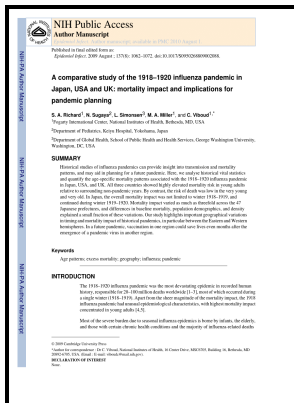 NIH Public Access
Author Manuscript
Published in final edited form as:
Epidemiol Infect. 2009 August ; 137(8): 1062–1072. doi:10.1017/S0950268809002088.
A comparative study of the 1918–1920 influenza pandemic in
Japan, USA and UK: mortality impact and implications for
pandemic planning
S. A. Richard1, N. Sugaya2, L. Simonsen3, M. A. Miller1, and C. Viboud1,*
1Fogarty International Center, National Institutes of Health, Bethesda, MD, USA
2Department of Pediatrics, Keiyu Hospital, Yokohama, Japan
3Department of Global Health, School of Public Health and Health Services, George Washington University,
Washington, DC, USA
SUMMARY
Historical studies of influenza pandemics can provide insight into transmission and mortality
patterns, and may aid in planning for a future pandemic. Here, we analyse historical vital statistics
and quantify the age-specific mortality patterns associated with the 1918–1920 influenza pandemic
in Japan, USA, and UK. All three countries showed highly elevated mortality risk in young adults
relative to surrounding non-pandemic years. By contrast, the risk of death was low in the very young
and very old. In Japan, the overall mortality impact was not limited to winter 1918–1919, and
continued during winter 1919–1920. Mortality impact varied as much as threefold across the 47
Japanese prefectures, and differences in baseline mortality, population demographics, and density
explained a small fraction of these variations. Our study highlights important geographical variations
in timing and mortality impact of historical pandemics, in particular between the Eastern and Western
hemispheres. In a future pandemic, vaccination in one region could save lives even months after the
emergence of a pandemic virus in another region.
Keywords
Age patterns; excess mortality; geography; influenza; pandemic
INTRODUCTION
The 1918–1920 influenza pandemic was the most devastating epidemic in recorded human
history, responsible for 20–100 million deaths worldwide [1–3], most of which occurred during
a single winter (1918–1919). Apart from the sheer magnitude of the mortality impact, the 1918
influenza pandemic had unusual epidemiological characteristics, with highest mortality impact
concentrated in young adults [4,5].
Most of the severe burden due to seasonal influenza epidemics is borne by infants, the elderly,
and those with certain chronic health conditions and the majority of influenza-related deaths
© 2009 Cambridge University Press
*Author for correspondence : Dr C. Viboud, National Institutes of Health, 16 Center Drive,
DECLARATION OF INTEREST
None.
NIH-PA Author Manuscript
NIH-PA Author Manuscript
NIH-PA Author Manuscript